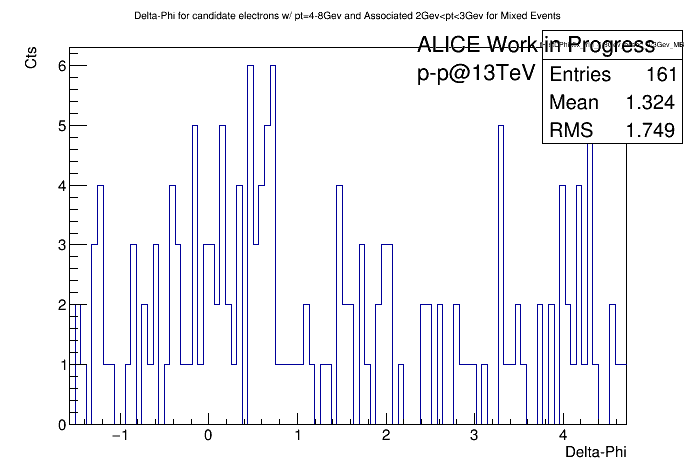 Delta-Phi for candidate electrons w/ pt=4-8Gev and Associated 2Gev<pt<3Gev for Mixed Events
Cts
ALICE Work in Progress
p-p@13TeV
Entries 161
Mean 1.324
RMS 1.749
6
5
4
3
2
1
0
−1 0 1 2 3 4
Delta-Phi